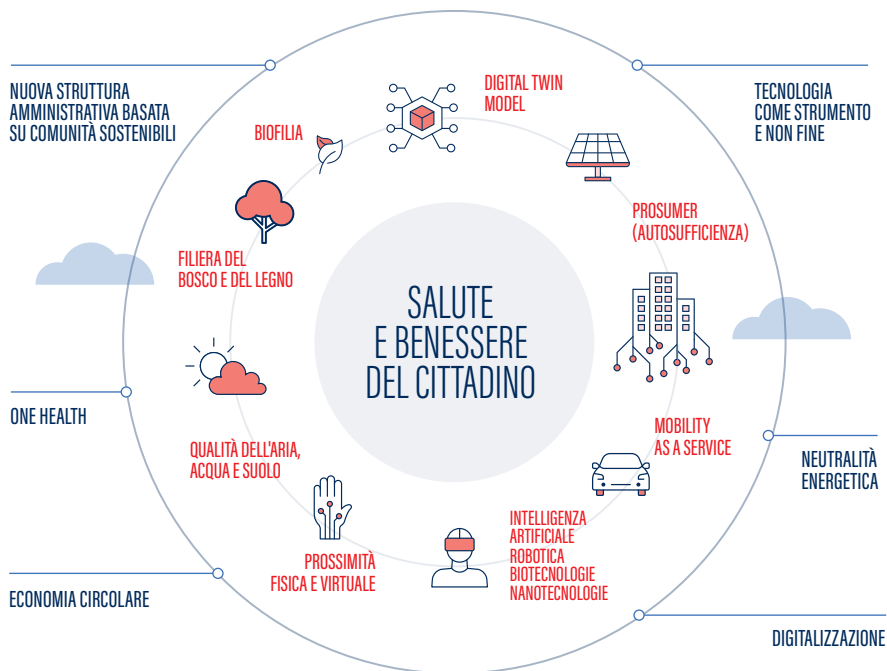 NUOVA STRUTTURA
AMMINISTRATIVA BASATA
SU COMUNITÀ SOSTENIBILI
DIGITAL TWIN
MODEL
TECNOLOGIA
COME STRUMENTO
E NON FINE
BIOFILIA
PROSUMER
(AUTOSUFFICIENZA)
FILIERA DEL
BOSCO E DEL LEGNO
SALUTE
E BENESSERE
DEL CITTADINO
ONE HEALTH
MOBILITY
AS A SERVICE
QUALITÀ DELL'ARIA,
ACQUA E SUOLO
NEUTRALITÀ
ENERGETICA
INTELLIGENZA
ARTIFICIALE
ROBOTICA
BIOTECNOLOGIE
NANOTECNOLOGIE
PROSSIMITÀ
FISICA E VIRTUALE
ECONOMIA CIRCOLARE
DIGITALIZZAZIONE